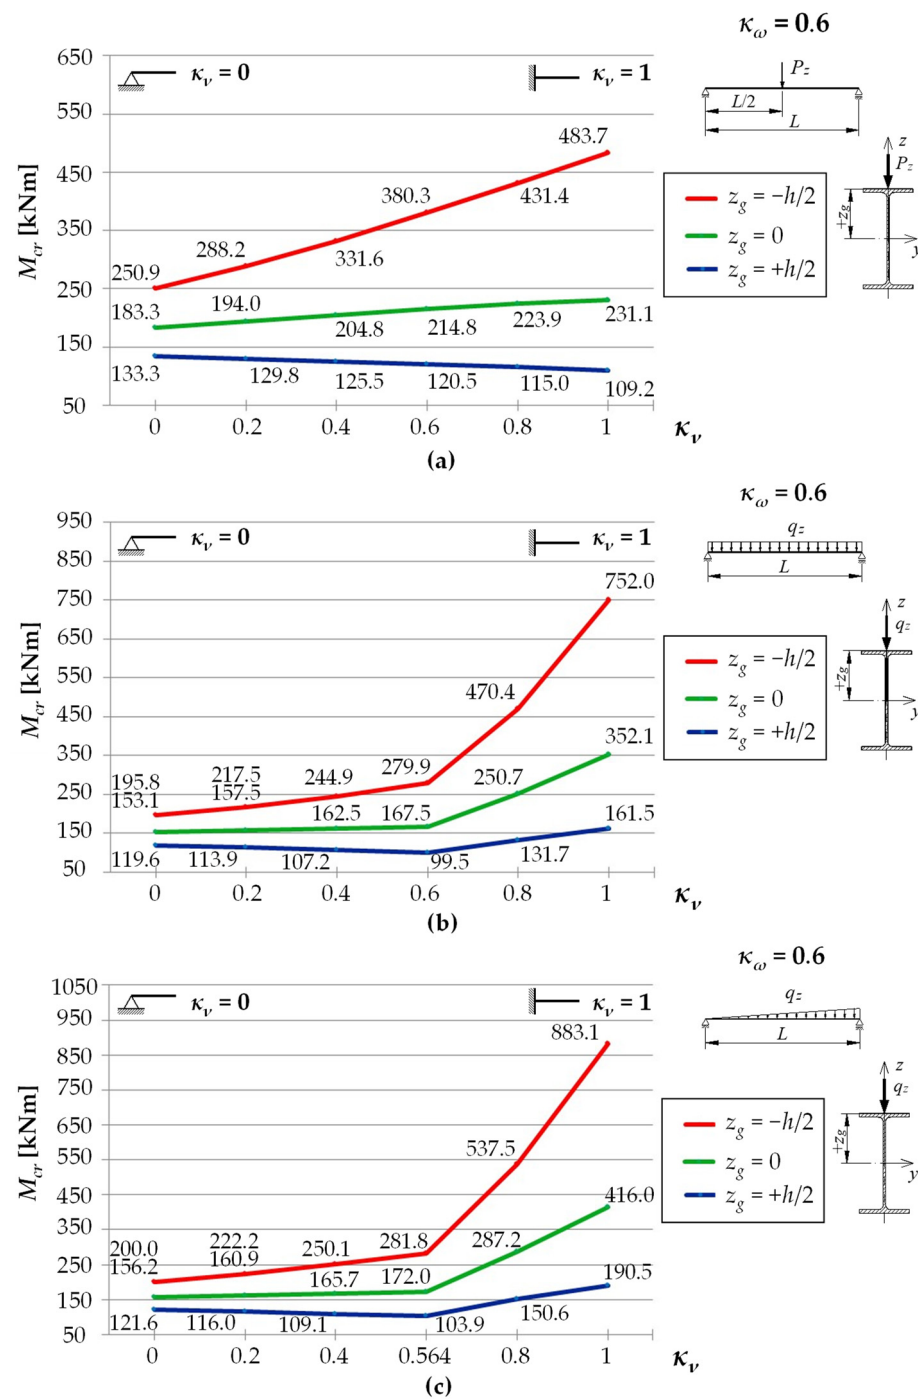 κω = 0.6
650
550
450
350
250
150
50
Mcr [kNm]
κν = 0
κν = 1
483.7
380.3
431.4
288.2
331.6
250.9
183.3
194.0
204.8
214.8
223.9
231.1
133.3
129.8
125.5
120.5
115.0
109.2
0
0.2
0.4
0.6
0.8
1
κν
Pz
L/2
L
z
Pz
+zg
y
zg = −h/2
zg = 0
zg = +h/2
(a)
κω = 0.6
950
850
750
650
550
450
350
250
150
50
Mcr [kNm]
κν = 0
κν = 1
752.0
470.4
352.1
279.9
250.7
244.9
217.5
195.8
153.1
157.5
162.5
167.5
161.5
119.6
113.9
107.2
99.5
131.7
0
0.2
0.4
0.6
0.8
1
κν
qz
L
z
qz
+zg
y
zg = −h/2
zg = 0
zg = +h/2
(b)
κω = 0.6
1050
950
850
750
650
550
450
350
250
150
50
Mcr [kNm]
κν = 0
κν = 1
883.1
537.5
416.0
281.8
287.2
250.1
222.2
200.0
156.2
160.9
165.7
172.0
190.5
121.6
116.0
109.1
103.9
150.6
0
0.2
0.4
0.564
0.8
1
κν
qz
L
z
qz
+zg
y
zg = −h/2
zg = 0
zg = +h/2
(c)